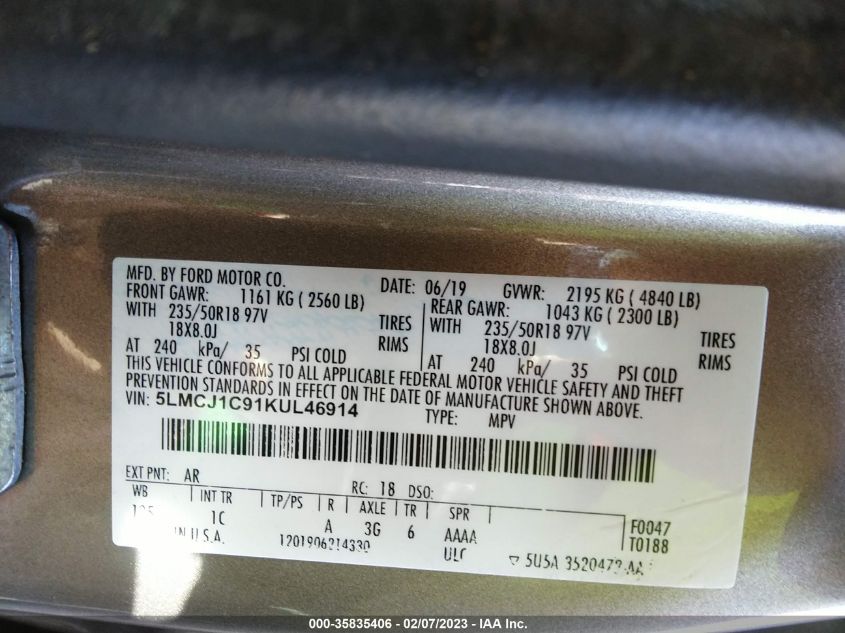 MFD. BY FORD MOTOR CO. DATE: 06/19 GVWR: 2195 KG ( 4840 LB)
FRONT GAWR: 1161 KG ( 2560 LB) REAR GAWR: 1043 KG ( 2300 LB)
WITH 235/50R18 97V TIRES WITH 235/50R18 97V TIRES
18X8.0J RIMS 18X8.0J RIMS
AT 240 kPa/ 35 PSI COLD AT 240 kPa/ 35 PSI COLD
THIS VEHICLE CONFORMS TO ALL APPLICABLE FEDERAL MOTOR VEHICLE SAFETY AND THEFT
PREVENTION STANDARDS IN EFFECT ON THE DATE OF MANUFACTURE SHOWN ABOVE.
VIN: 5LMCJ1C91KUL46914 TYPE: MPV
EXT PNT: AR RC: 18 DSO:
WB INT TR TP/PS R AXLE TR SPR
1C A 3G 6 AAAA F0047
IN U.S.A. ULC T0188
▽ 5U5A
000-35835406 - 02/07/2023 - IAA Inc.